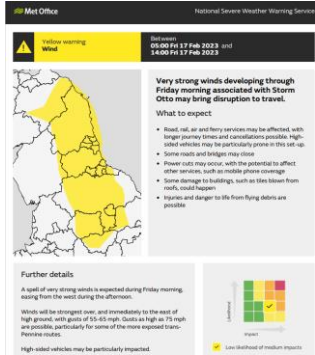 Met Office
National Severe Weather Warning Service
Yellow warning
Wind
Between
05:00 Fri 17 Feb 2023 and
14:00 Fri 17 Feb 2023
Very strong winds developing through
Friday morning associated with Storm
Otto may bring disruption to travel.
What to expect
• Road, rail, air and ferry services may be affected, with
longer journey times and cancellations possible. High-
sided vehicles may be particularly prone in this set-up.
• Some roads and bridges may close
• Power cuts may occur, with the potential to affect
other services, such as mobile phone coverage
• Some damage to buildings, such as tiles blown from
roofs, could happen
• Injuries and danger to life from flying debris are
possible
Further details
A spell of very strong winds is expected during Friday morning,
easing from the west during the afternoon.
Winds will be strongest over, and immediately to the east of
high ground, with gusts of 55-65 mph. Gusts as high as 75 mph
are possible, particularly for some of the more exposed trans-
Pennine routes.
High-sided vehicles may be particularly impacted.
Likelihood
Impact
Low likelihood of medium impacts